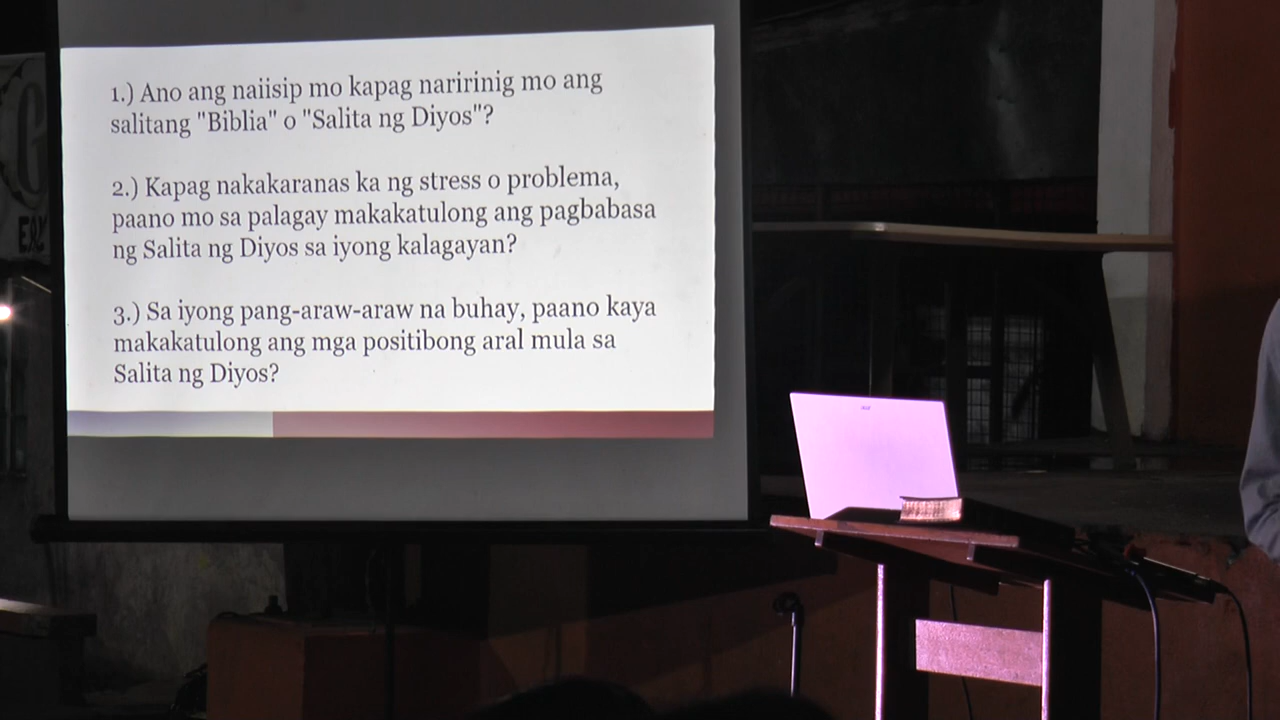 1.) Ano ang naiisip mo kapag naririnig mo ang
salitang "Biblia" o "Salita ng Diyos"?
2.) Kapag nakakaranas ka ng stress o problema,
paano mo sa palagay makakatulong ang pagbabasa
ng Salita ng Diyos sa iyong kalagayan?
3.) Sa iyong pang-araw-araw na buhay, paano kaya
makakatulong ang mga positibong aral mula sa
Salita ng Diyos?
acer